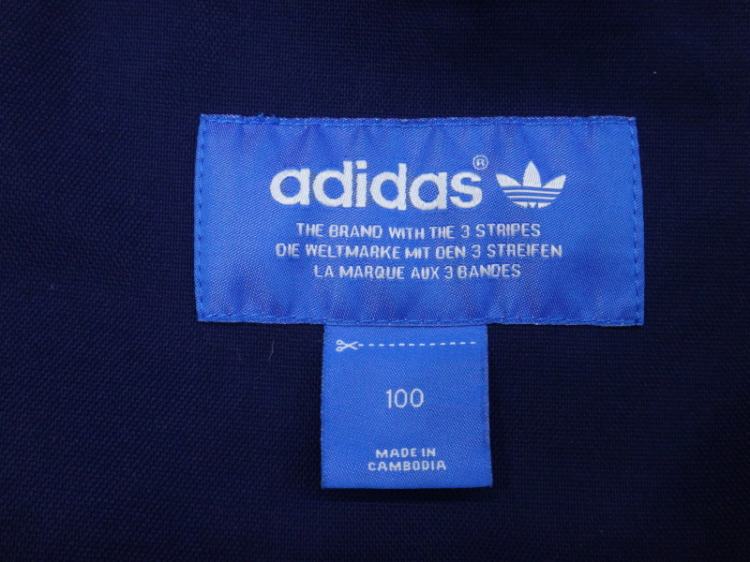 adidas®
THE BRAND WITH THE 3 STRIPES
DIE WELTMARKE MIT DEN 3 STREIFEN
LA MARQUE AUX 3 BANDES
100
MADE IN
CAMBODIA